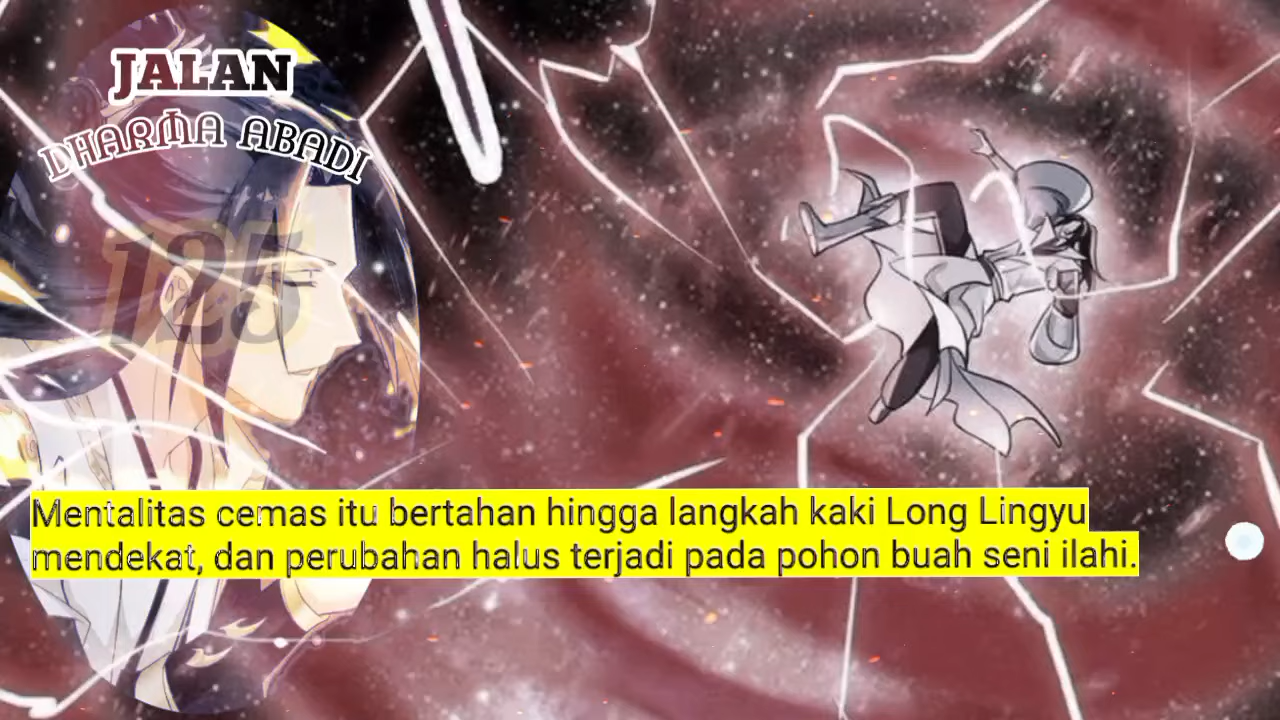 JALAN
DHARMA ABADI
125
Mentalitas cemas itu bertahan hingga langkah kaki Long Lingyu
mendekat, dan perubahan halus terjadi pada pohon buah seni ilahi.